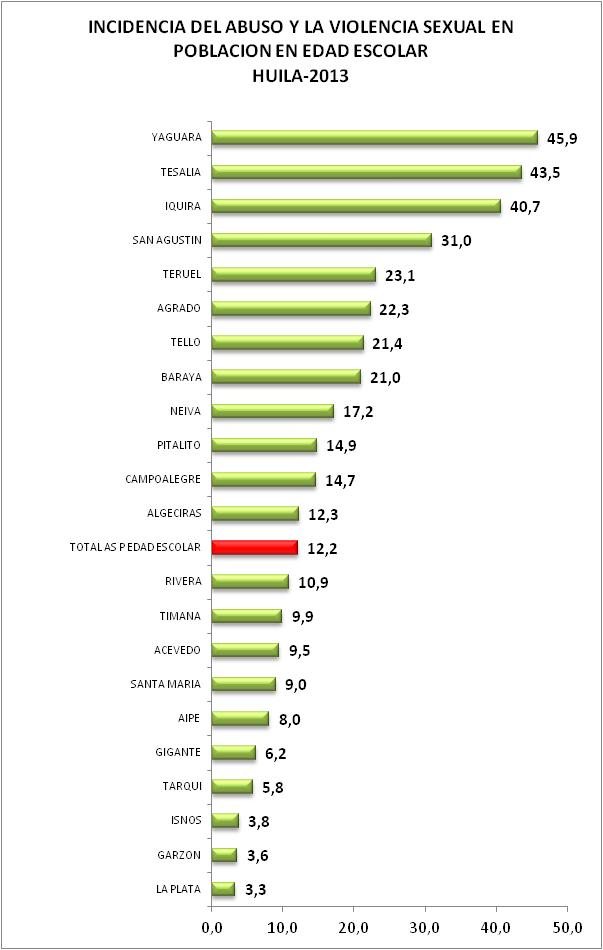 INCIDENCIA DEL ABUSO Y LA VIOLENCIA SEXUAL EN
POBLACION EN EDAD ESCOLAR
HUILA-2013
YAGUARA 45,9
TESALIA 43,5
IQUIRA 40,7
SAN AGUSTIN 31,0
TERUEL 23,1
AGRADO 22,3
TELLO 21,4
BARAYA 21,0
NEIVA 17,2
PITALITO 14,9
CAMPOALEGRE 14,7
ALGECIRAS 12,3
TOTAL AS P EDAD ESCOLAR 12,2
RIVERA 10,9
TIMANA 9,9
ACEVEDO 9,5
SANTA MARIA 9,0
AIPE 8,0
GIGANTE 6,2
TARQUI 5,8
ISNOS 3,8
GARZON 3,6
LA PLATA 3,3
0,0 10,0 20,0 30,0 40,0 50,0